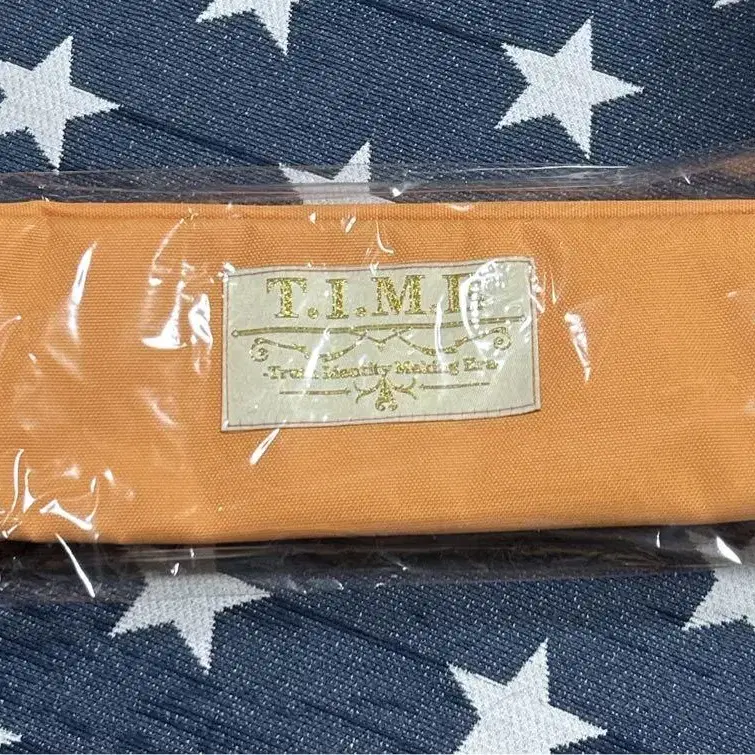 T.I.M.E
-Truth Identity Making Era-